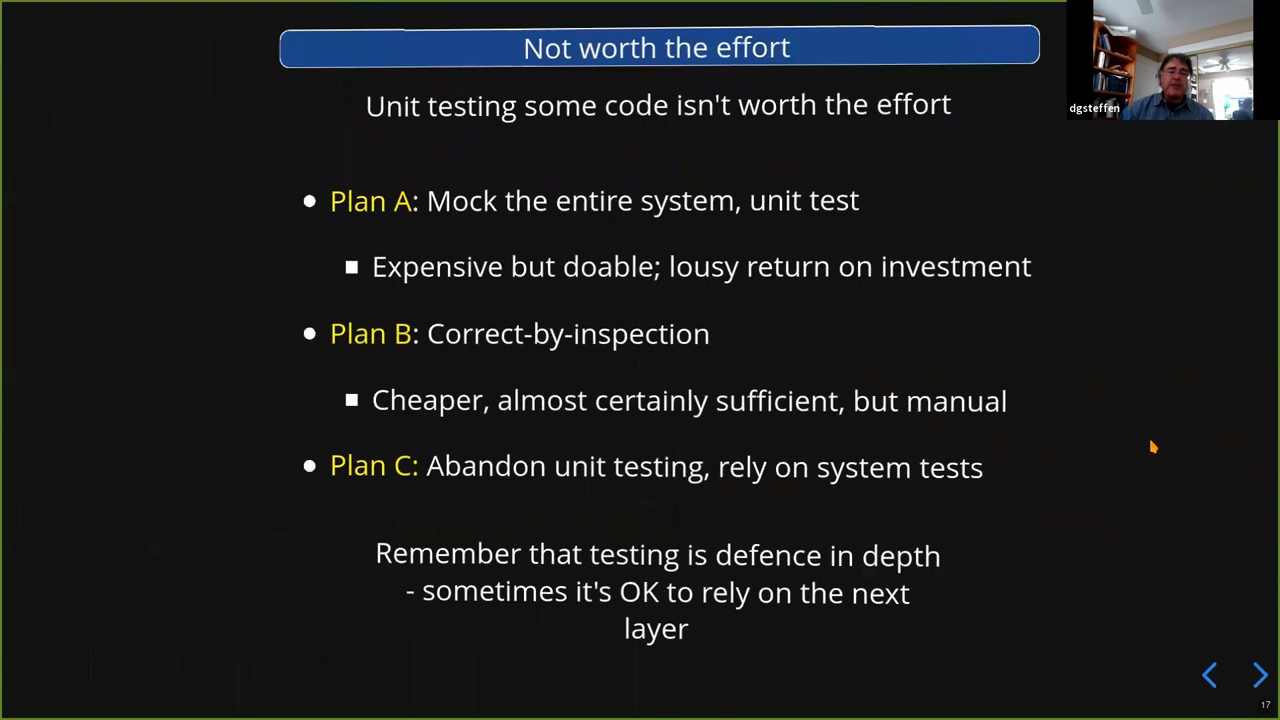 Not worth the effort
dgsteffen
Unit testing some code isn't worth the effort
Plan A: Mock the entire system, unit test
Expensive but doable; lousy return on investment
Plan B: Correct-by-inspection
Cheaper, almost certainly sufficient, but manual
Plan C: Abandon unit testing, rely on system tests
Remember that testing is defence in depth
- sometimes it's OK to rely on the next
layer
17